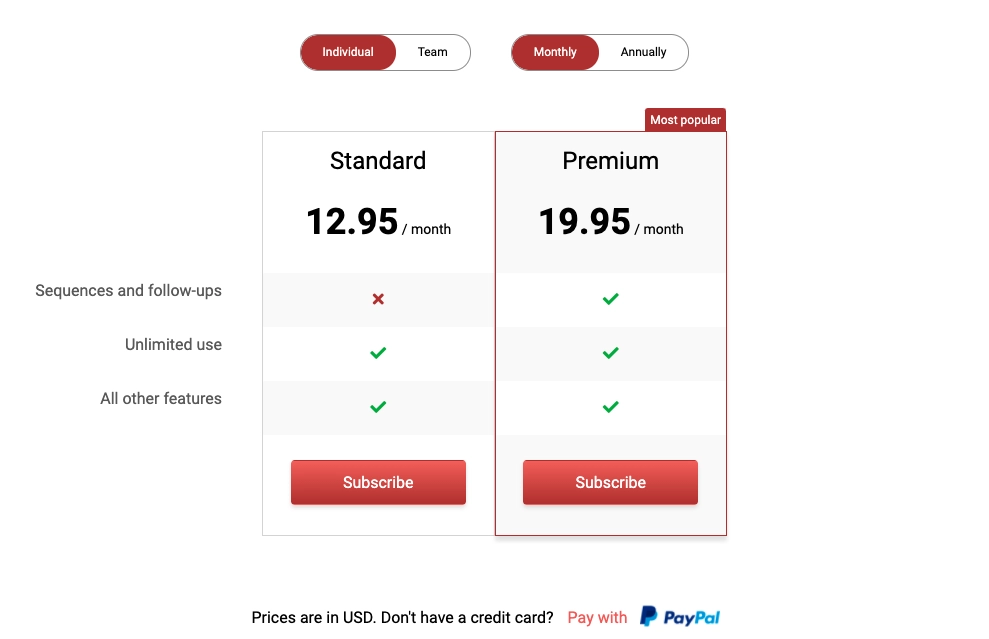 Individual Team Monthly Annually
Most popular
Standard Premium
12.95 / month 19.95 / month
Sequences and follow-ups
Unlimited use
All other features
Subscribe Subscribe
Prices are in USD. Don't have a credit card? Pay with PayPal